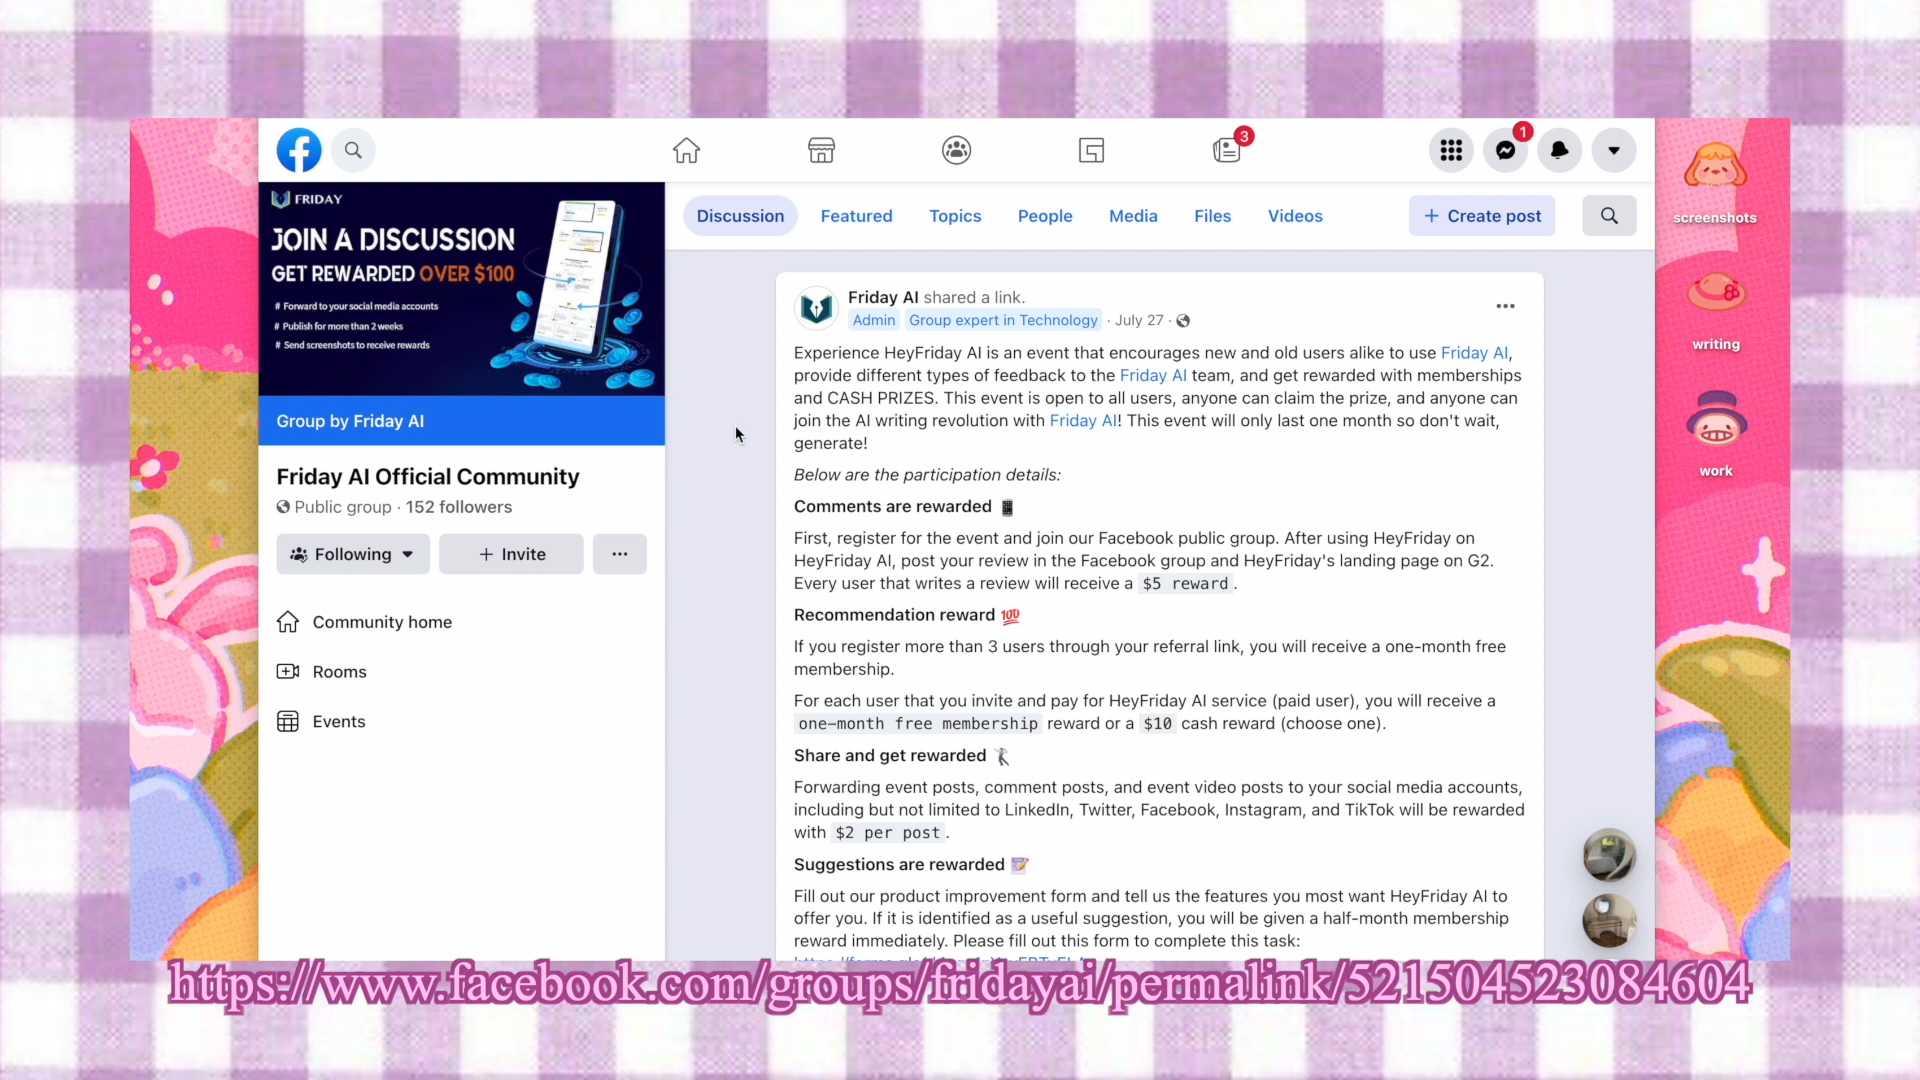 3
1
FRIDAY
JOIN A DISCUSSION
GET REWARDED OVER $100
# Forward to your social media accounts
# Publish for more than 2 weeks
# Send screenshots to receive rewards
Group by Friday AI
Friday AI Official Community
Public group · 152 followers
Following
+ Invite
Community home
Rooms
Events
Discussion
Featured
Topics
People
Media
Files
Videos
+ Create post
Friday AI shared a link.
Admin Group expert in Technology · July 27 ·
Experience HeyFriday AI is an event that encourages new and old users alike to use Friday AI,
provide different types of feedback to the Friday AI team, and get rewarded with memberships
and CASH PRIZES. This event is open to all users, anyone can claim the prize, and anyone can
join the AI writing revolution with Friday AI! This event will only last one month so don't wait,
generate!
Below are the participation details:
Comments are rewarded 📱
First, register for the event and join our Facebook public group. After using HeyFriday on
HeyFriday AI, post your review in the Facebook group and HeyFriday's landing page on G2.
Every user that writes a review will receive a $5 reward.
Recommendation reward 💯
If you register more than 3 users through your referral link, you will receive a one-month free
membership.
For each user that you invite and pay for HeyFriday AI service (paid user), you will receive a
one-month free membership reward or a $10 cash reward (choose one).
Share and get rewarded
Forwarding event posts, comment posts, and event video posts to your social media accounts,
including but not limited to LinkedIn, Twitter, Facebook, Instagram, and TikTok will be rewarded
with $2 per post.
Suggestions are rewarded 📝
Fill out our product improvement form and tell us the features you most want HeyFriday AI to
offer you. If it is identified as a useful suggestion, you will be given a half-month membership
reward immediately. Please fill out this form to complete this task:
screenshots
writing
work
https://www.facebook.com/groups/fridayai/permalink/521504523084604